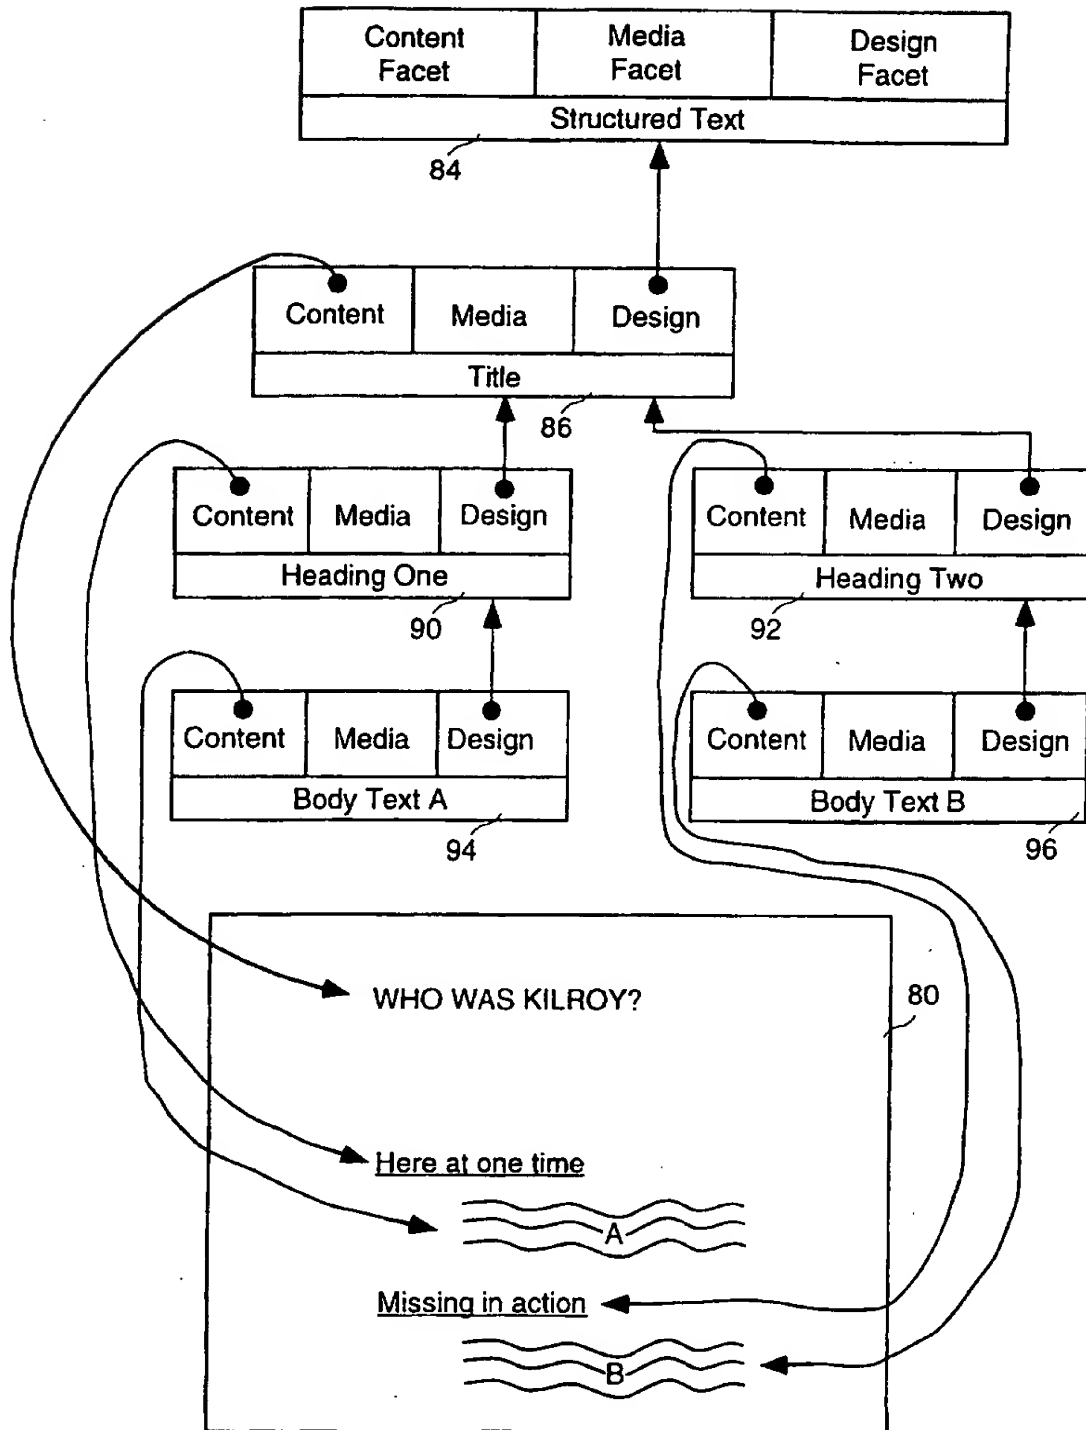 Content Facet
Media Facet
Design Facet
Structured Text
84
Content
Media
Design
Title
86
Content
Media
Design
Heading One
90
Content
Media
Design
Heading Two
92
Content
Media
Design
Body Text A
94
Content
Media
Design
Body Text B
96
80
WHO WAS KILROY?
Here at one time
A
Missing in action
B